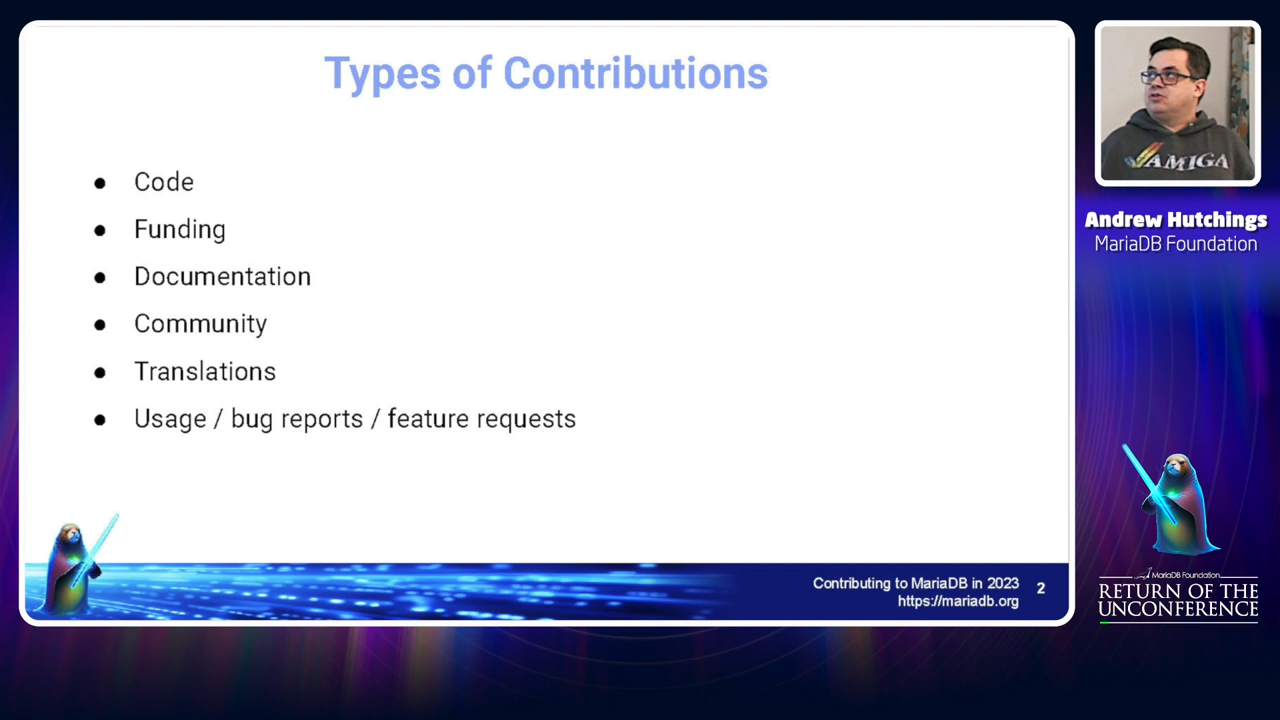 Types of Contributions
Code
Funding
Documentation
Community
Translations
Usage / bug reports / feature requests
Contributing to MariaDB in 2023
https://mariadb.org
2
AMIGA
Andrew Hutchings
MariaDB Foundation
MariaDB Foundation
RETURN OF THE
UNCONFERENCE